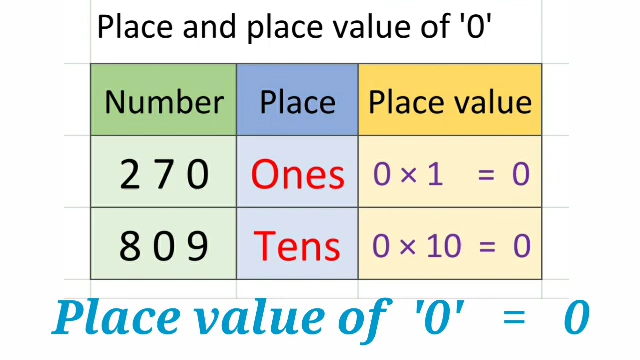 Place and place value of '0'
Number Place Place value
2 7 0 Ones 0 × 1 = 0
8 0 9 Tens 0 × 10 = 0
Place value of '0' = 0